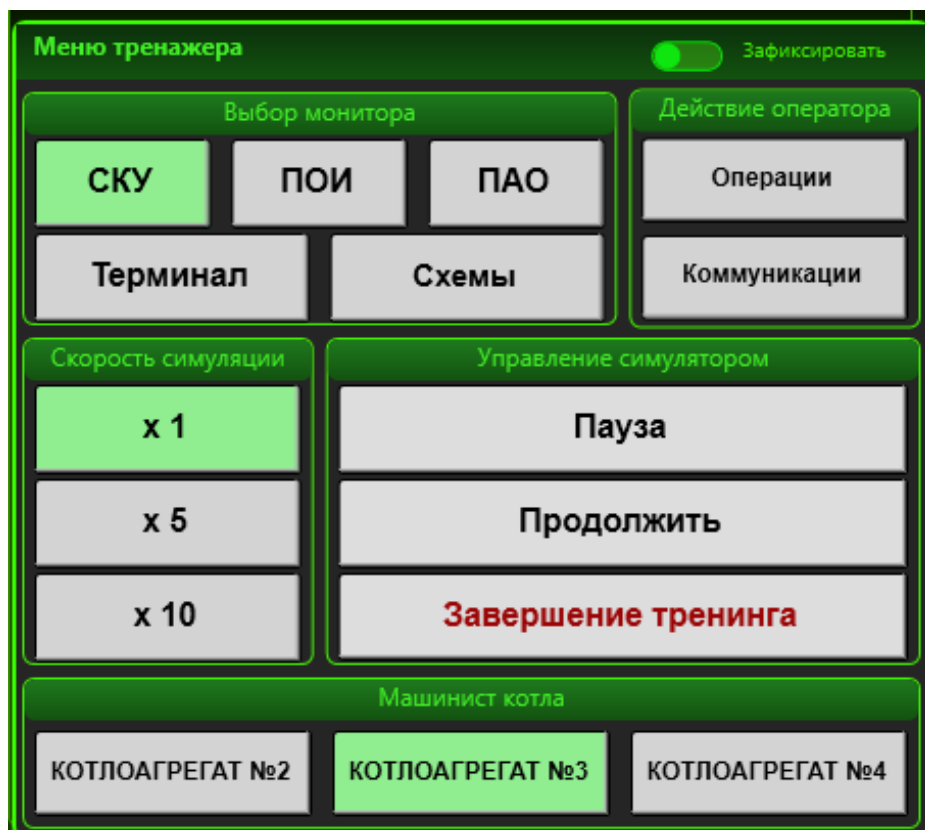 Меню тренажера
Зафиксировать
Выбор монитора
СКУ ПОИ ПАО
Терминал Схемы
Действие оператора
Операции
Коммуникации
Скорость симуляции
x 1
x 5
x 10
Управление симулятором
Пауза
Продолжить
Завершение тренинга
Машинист котла
КОТЛОАГРЕГАТ №2 КОТЛОАГРЕГАТ №3 КОТЛОАГРЕГАТ №4